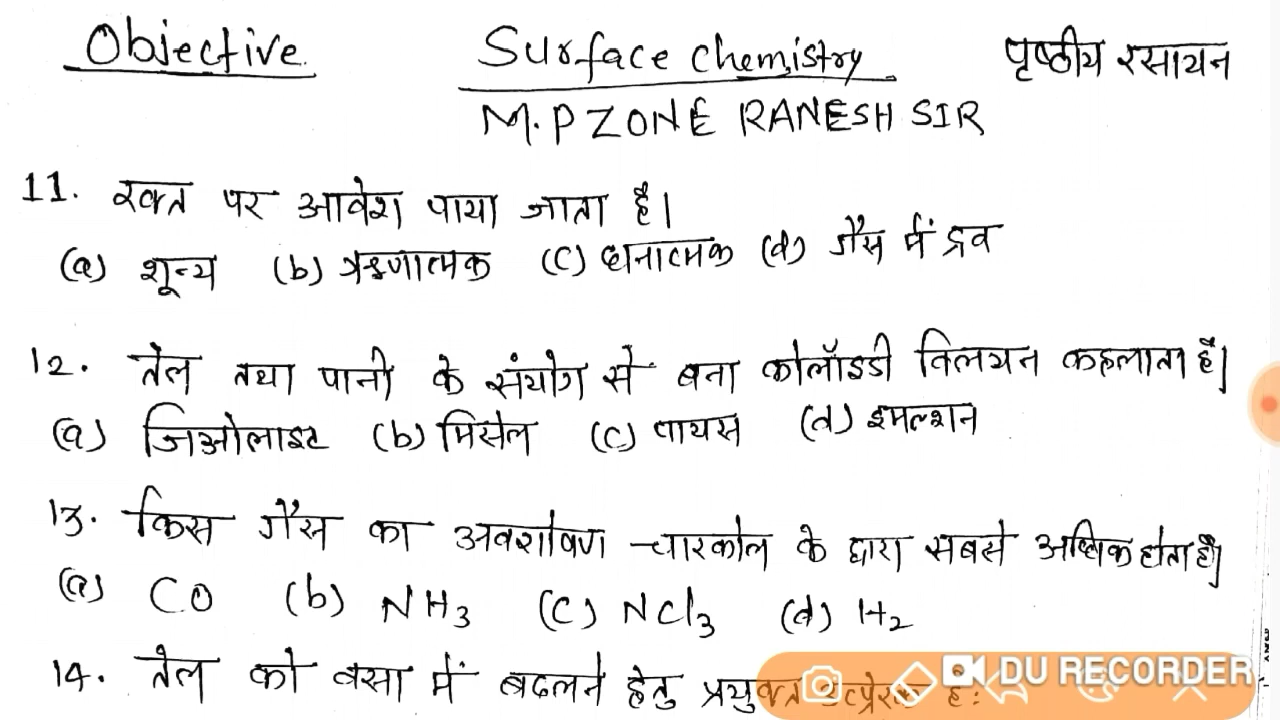 Objective Surface chemistry पृष्ठीय रसायन
M.P ZONE RANESH SIR
11. रक्त पर आवेश पाया जाता है।
(a) शून्य (b) ऋणात्मक (c) धनात्मक (d) गैस में द्रव
12. तेल तथा पानी के संयोग से बना कोलॉइडी विलयन कहलाता है।
(a) जिओलाइट (b) मिसेल (c) पायस (d) इमल्शन
13. किस गैस का अवशोषण चारकोल के द्वारा सबसे अधिक होता है।
(a) CO (b) NH₃ (c) NCl₃ (d) H₂
14. तेल को वसा में बदलने हेतु प्रयुक्त उत्प्रेरक है:
DU RECORDER